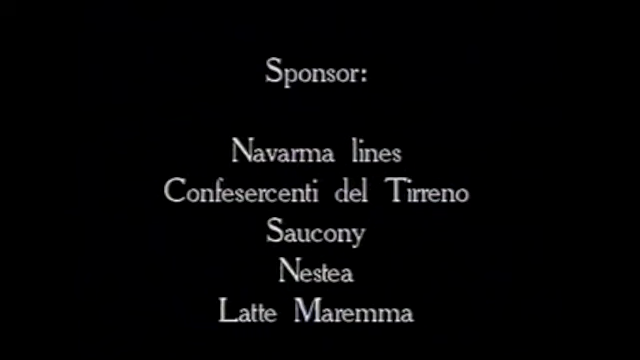 Sponsor:
Navarma lines
Confesercenti del Tirreno
Saucony
Nestea
Latte Maremma